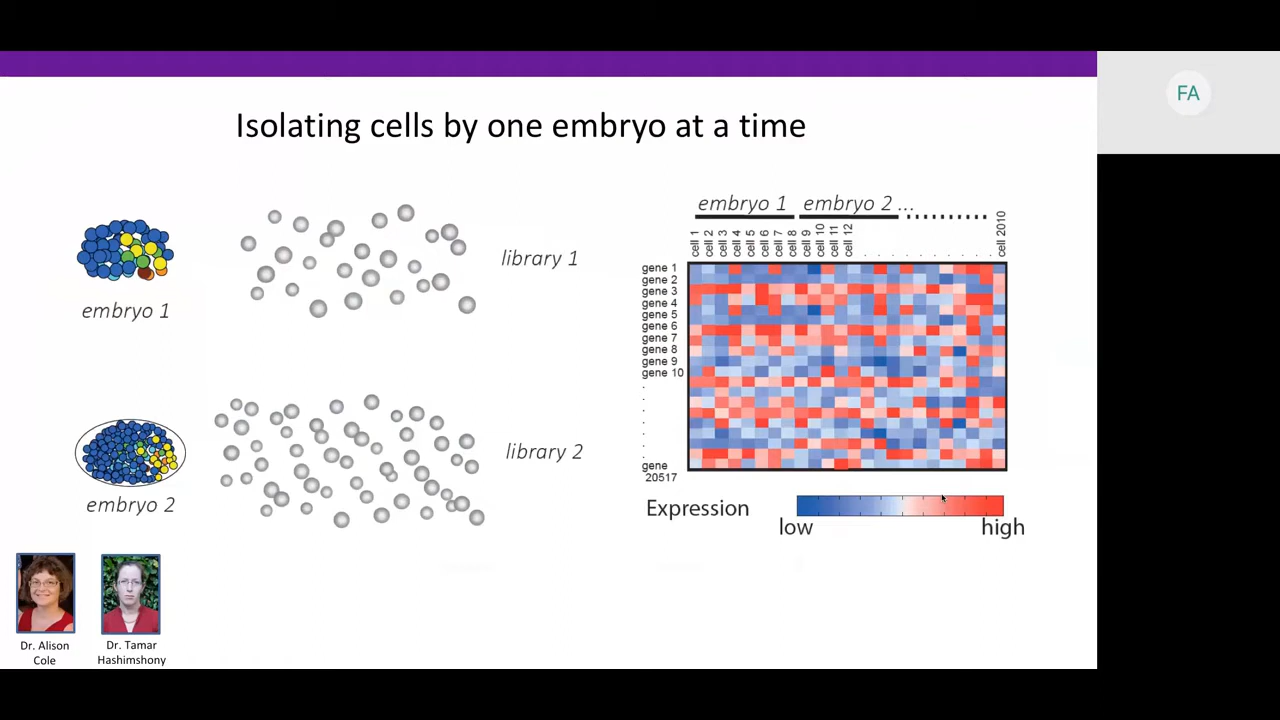 Isolating cells by one embryo at a time
FA
embryo 1
library 1
embryo 2
library 2
embryo 1
embryo 2 ...
cell 1
cell 2
cell 3
cell 4
cell 5
cell 6
cell 7
cell 8
cell 9
cell 10
cell 11
cell 12
cell 2010
gene 1
gene 2
gene 3
gene 4
gene 5
gene 6
gene 7
gene 8
gene 9
gene 10
gene
20517
Expression
low
high
Dr. Alison
Cole
Dr. Tamar
Hashimshony